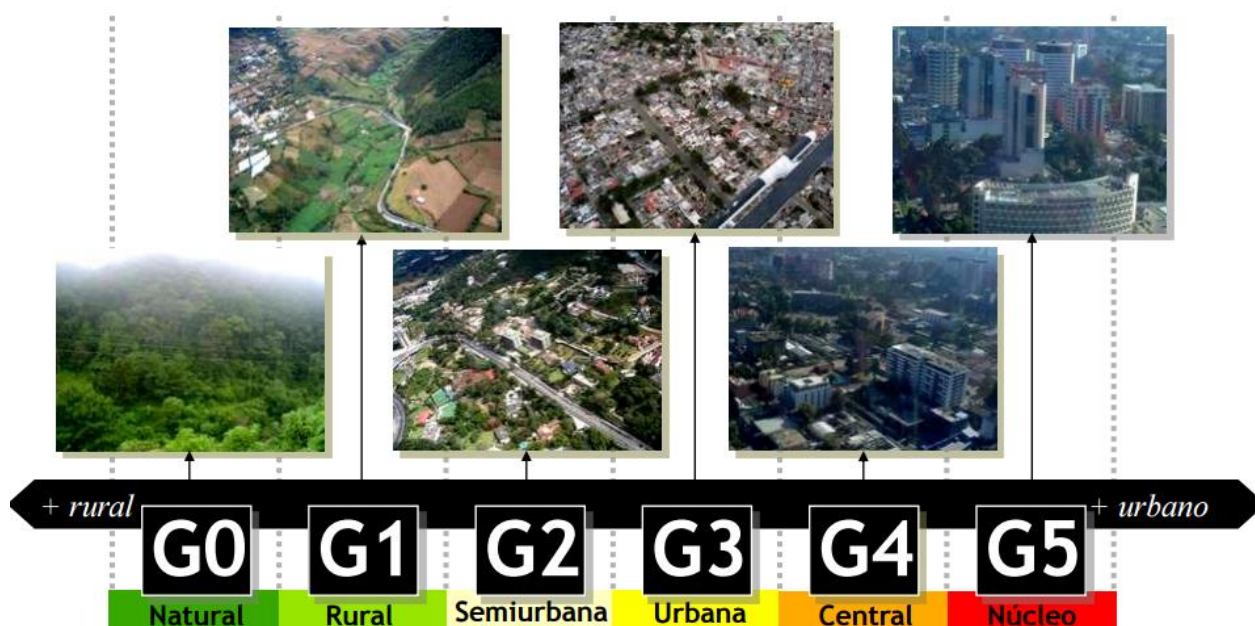 + rural
+ urbano
G0
G1
G2
G3
G4
G5
Natural
Rural
Semiurbana
Urbana
Central
Núcleo